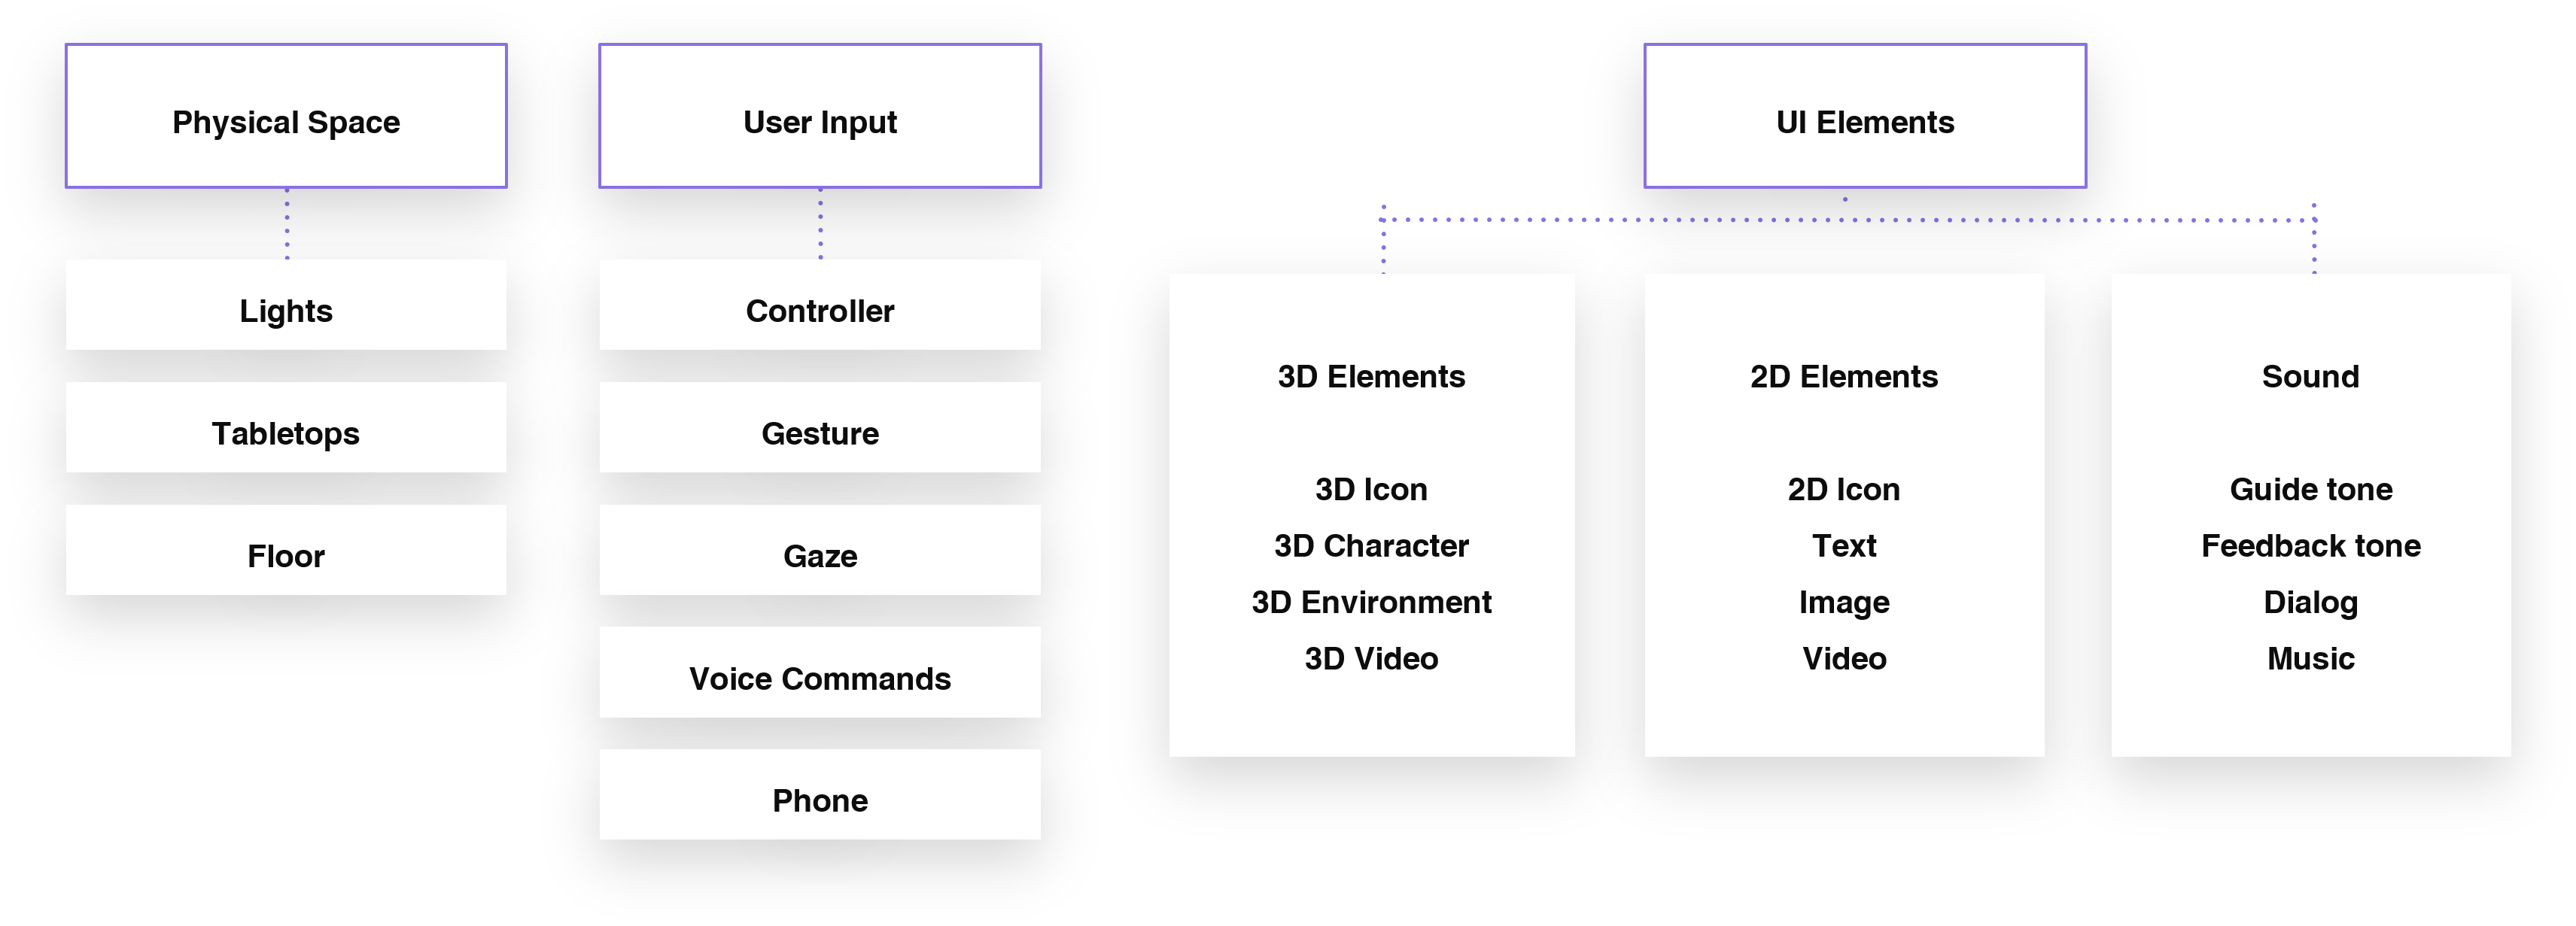 Physical Space
Lights
Tabletops
Floor
User Input
Controller
Gesture
Gaze
Voice Commands
Phone
UI Elements
3D Elements
3D Icon
3D Character
3D Environment
3D Video
2D Elements
2D Icon
Text
Image
Video
Sound
Guide tone
Feedback tone
Dialog
Music